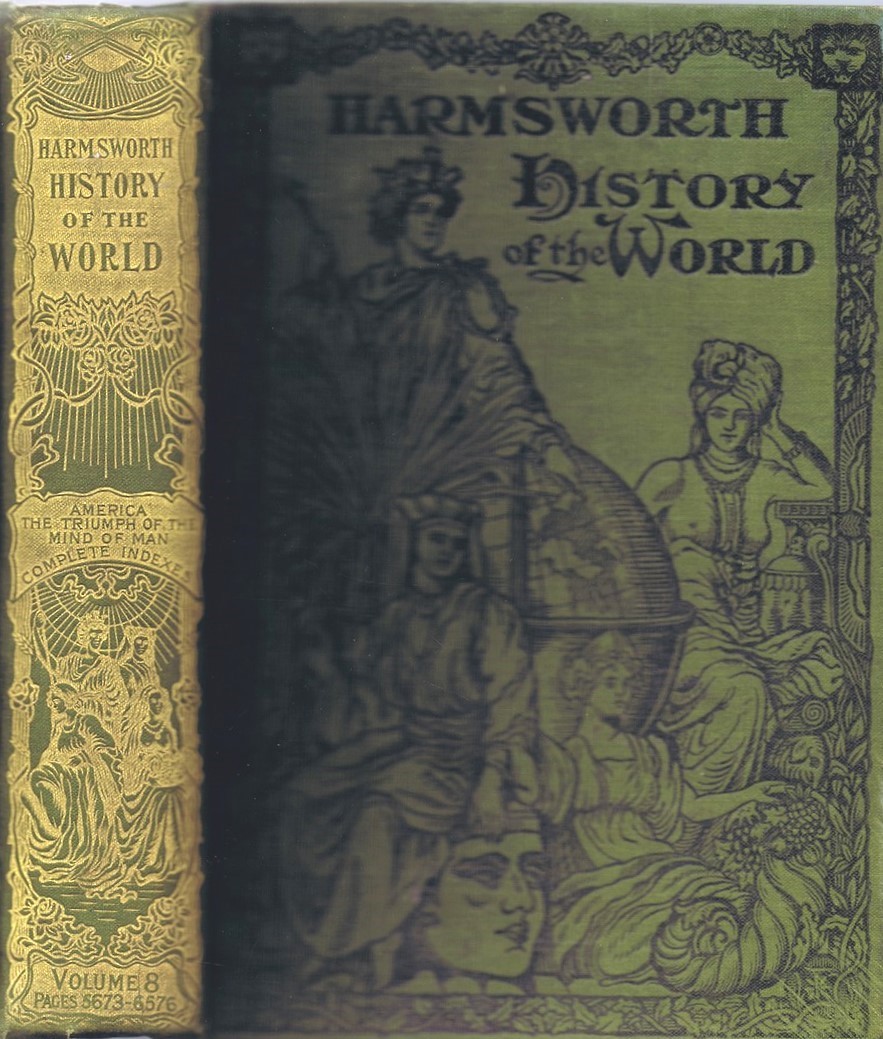 HARMSWORTH
HISTORY
OF THE
WORLD
AMERICA
THE TRIUMPH OF THE
MIND OF MAN
COMPLETE INDEXES
VOLUME 8
PAGES 5673-6576
HARMSWORTH
HISTORY
of the WORLD